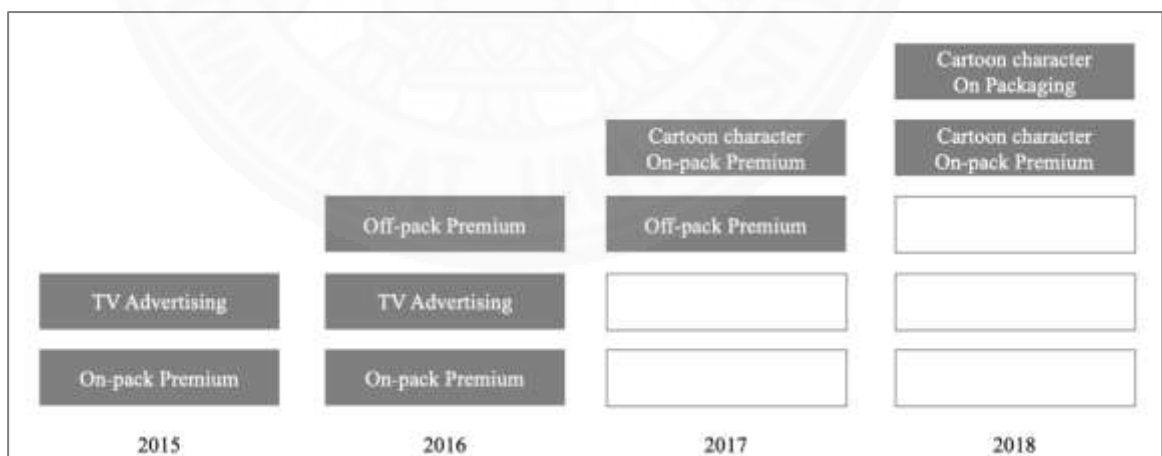 Cartoon character
On Packaging
Cartoon character
On-pack Premium
Cartoon character
On-pack Premium
Off-pack Premium
Off-pack Premium
TV Advertising
TV Advertising
On-pack Premium
On-pack Premium
2015 2016 2017 2018